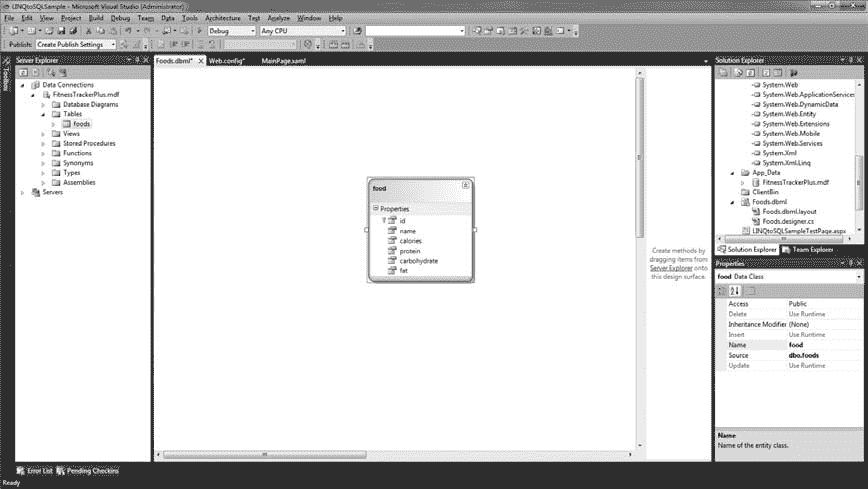 LINQtoSQLSample - Microsoft Visual Studio (Administrator)
File Edit View Project Build Debug Team Data Tools Architecture Test Analyze Window Help
Debug Any CPU
Publish: Create Publish Settings
Toolbox
Server Explorer
Data Connections
FitnessTrackerPlus.mdf
Database Diagrams
Tables
foods
Views
Stored Procedures
Functions
Synonyms
Types
Assemblies
Servers
Foods.dbml* Web.config* MainPage.xaml
food
Properties
id
name
calories
protein
carbohydrate
fat
Create methods by
dragging items from
Server Explorer onto
this design surface.
Solution Explorer
System.Web
System.Web.ApplicationServices
System.Web.DynamicData
System.Web.Entity
System.Web.Extensions
System.Web.Mobile
System.Web.Services
System.Xml
System.Xml.Linq
App_Data
FitnessTrackerPlus.mdf
ClientBin
Foods.dbml
Foods.dbml.layout
Foods.designer.cs
LINQtoSQLSampleTestPage.aspx
Solution Explorer Team Explorer
Properties
food Data Class
Access Public
Delete Use Runtime
Inheritance Modifier (None)
Insert Use Runtime
Name food
Source dbo.foods
Update Use Runtime
Name
Name of the entity class.
Error List Pending Checkins
Ready